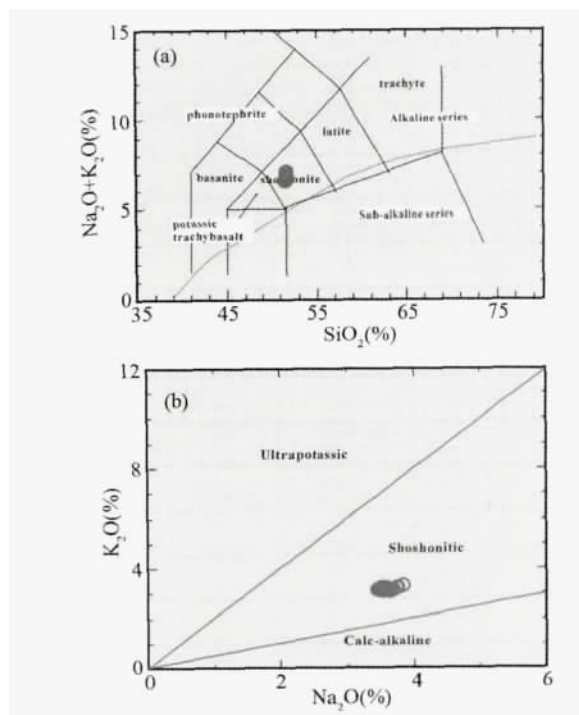 15
(a)
trachyte
phonotephrite
Alkaline series
10
latite
basanite
5
potassic
trachybasalt
Sub-alkaline series
0
35
45
55
65
75
SiO2(%)
Na2O+K2O(%)
12
(b)
Ultrapotassic
8
Shoshonitic
4
Calc-alkaline
0
0
2
4
6
Na2O(%)
K2O(%)